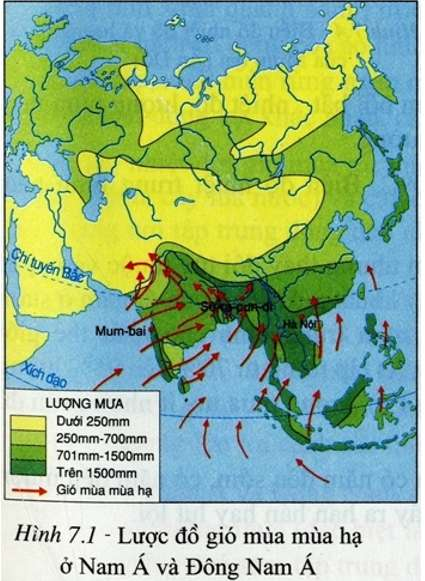 Chí tuyến Bắc
Sê-ra-pun-di
Mum-bai
Hà Nội
Xích đạo
LƯỢNG MƯA
Dưới 250mm
250mm-700mm
701mm-1500mm
Trên 1500mm
Gió mùa mùa hạ
Hình 7.1 - Lược đồ gió mùa mùa hạ
ở Nam Á và Đông Nam Á